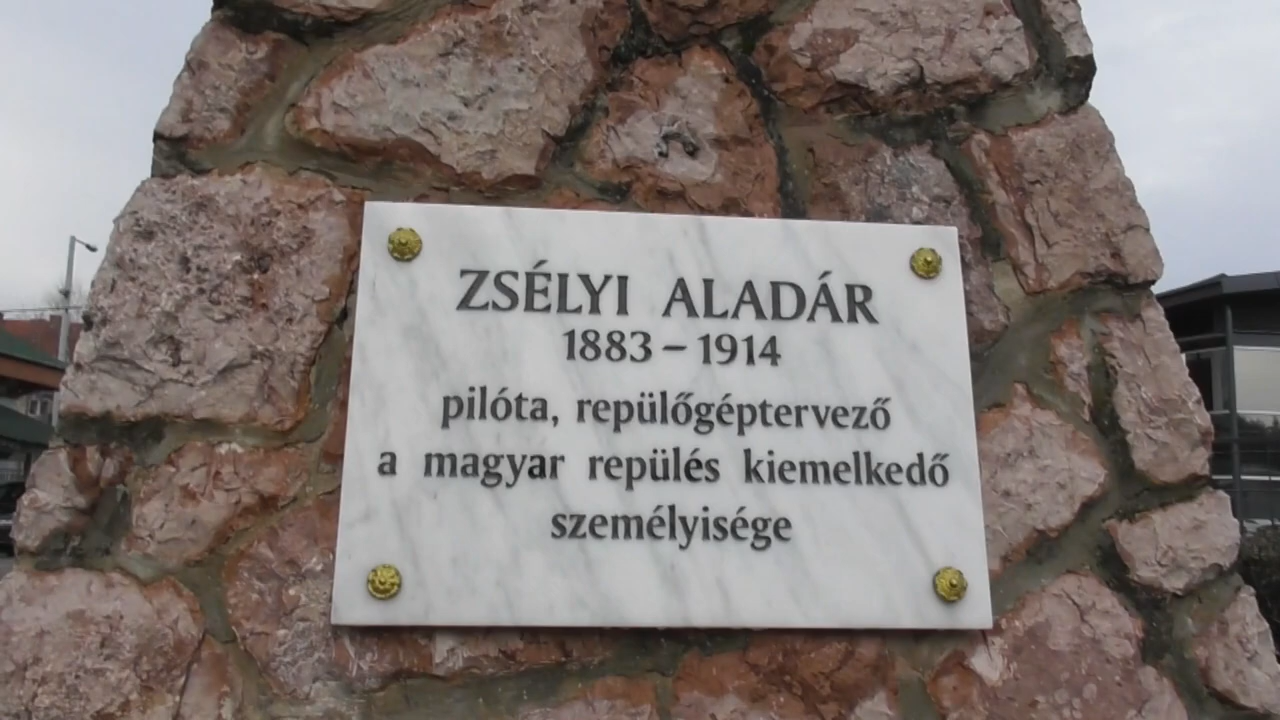 ZSÉLYI ALADÁR
1883 – 1914
pilóta, repülőgéptervező
a magyar repülés kiemelkedő
személyisége